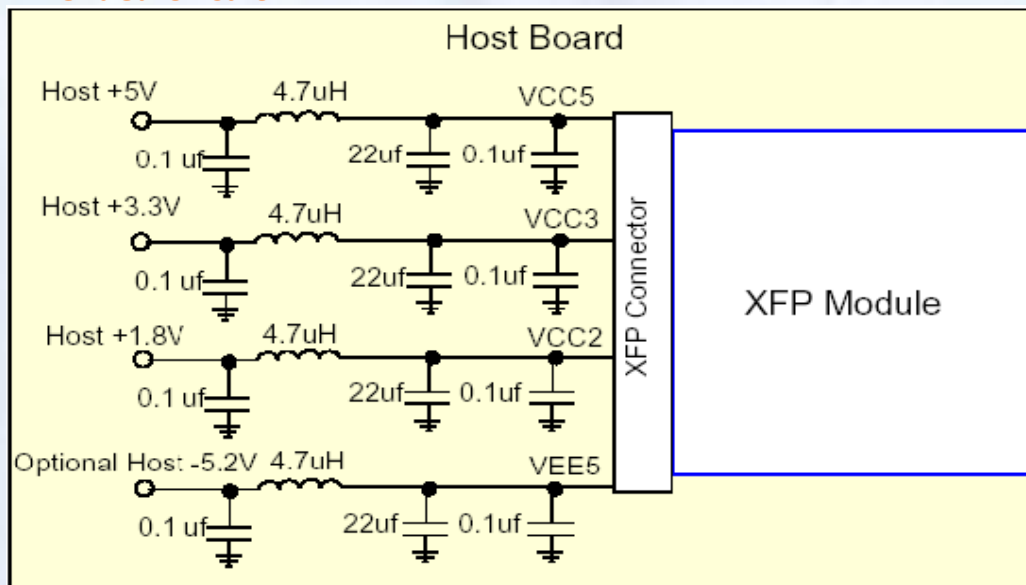 Host Board
Host +5V
4.7uH
VCC5
0.1 uf
22uf
0.1uf
Host +3.3V
4.7uH
VCC3
0.1 uf
22uf
0.1uf
Host +1.8V
4.7uH
VCC2
0.1 uf
22uf
0.1uf
Optional Host -5.2V
4.7uH
VEE5
0.1 uf
22uf
0.1uf
XFP Connector
XFP Module